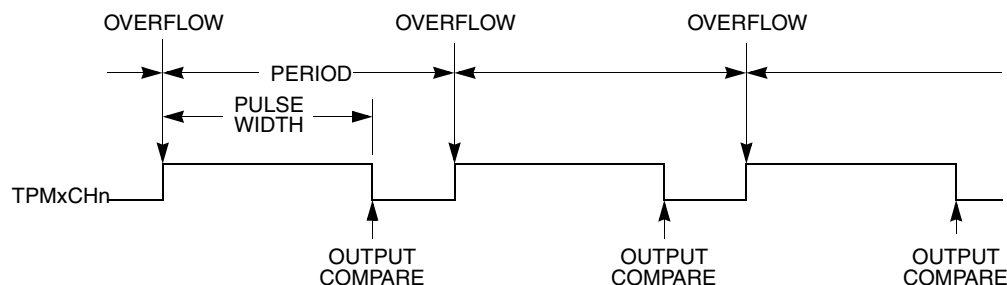 OVERFLOW OVERFLOW OVERFLOW
PERIOD
PULSE
WIDTH
TPMxCHn
OUTPUT OUTPUT OUTPUT
COMPARE COMPARE COMPARE